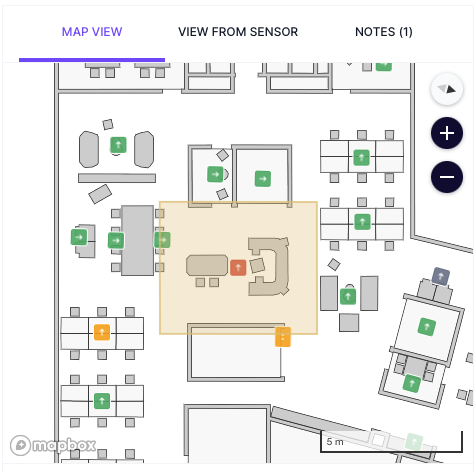 MAP VIEW
VIEW FROM SENSOR
NOTES (1)
mapbox
5 m